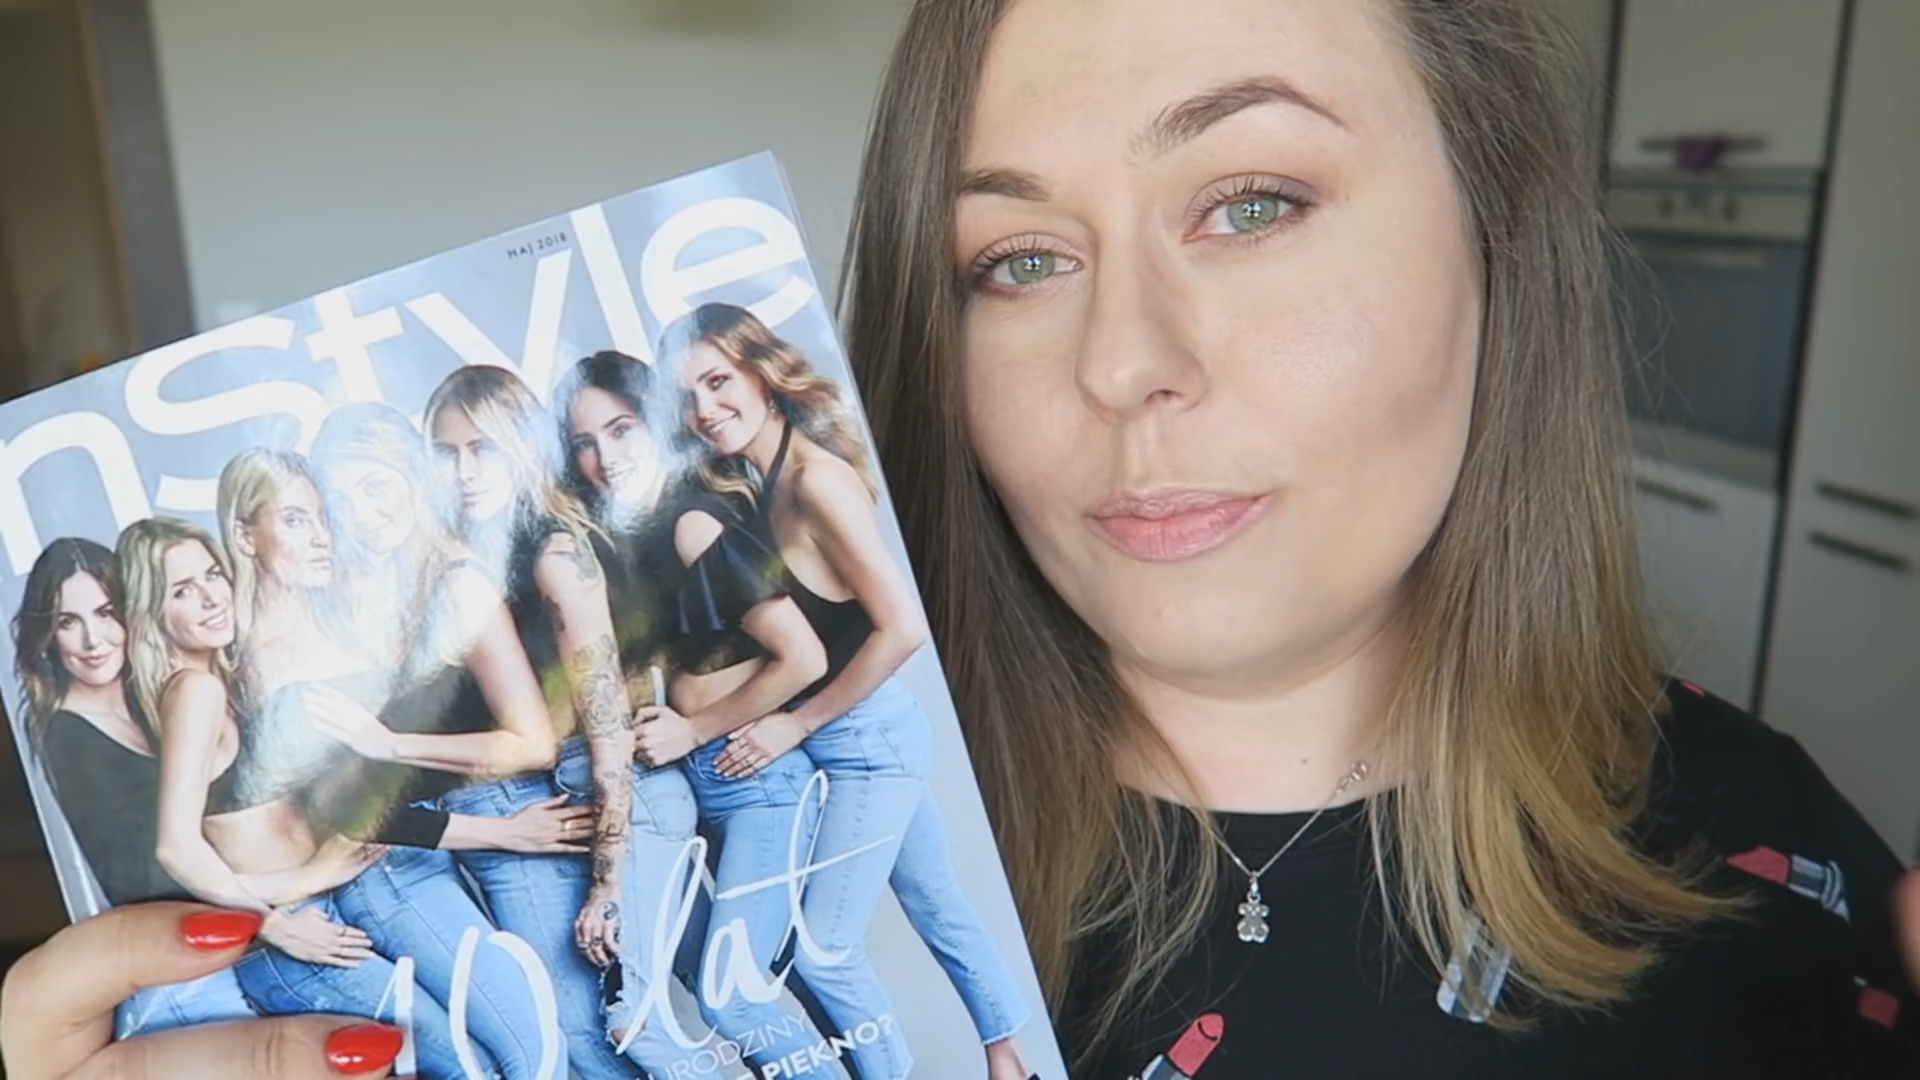 nStyle
MAJ 2018
10 lat
URODZINY
PIĘKNO?